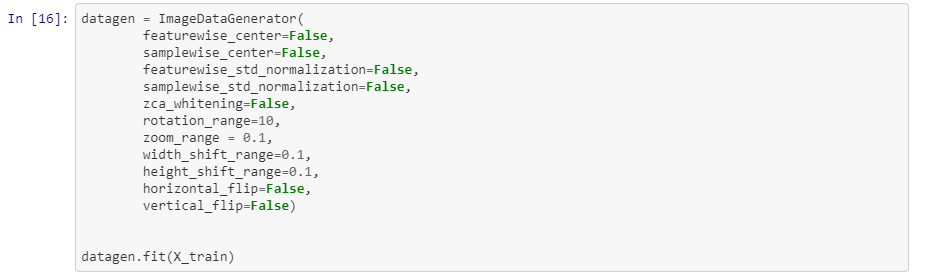 In [16]: datagen = ImageDataGenerator(
featurewise_center=False,
samplewise_center=False,
featurewise_std_normalization=False,
samplewise_std_normalization=False,
zca_whitening=False,
rotation_range=10,
zoom_range = 0.1,
width_shift_range=0.1,
height_shift_range=0.1,
horizontal_flip=False,
vertical_flip=False)
datagen.fit(X_train)